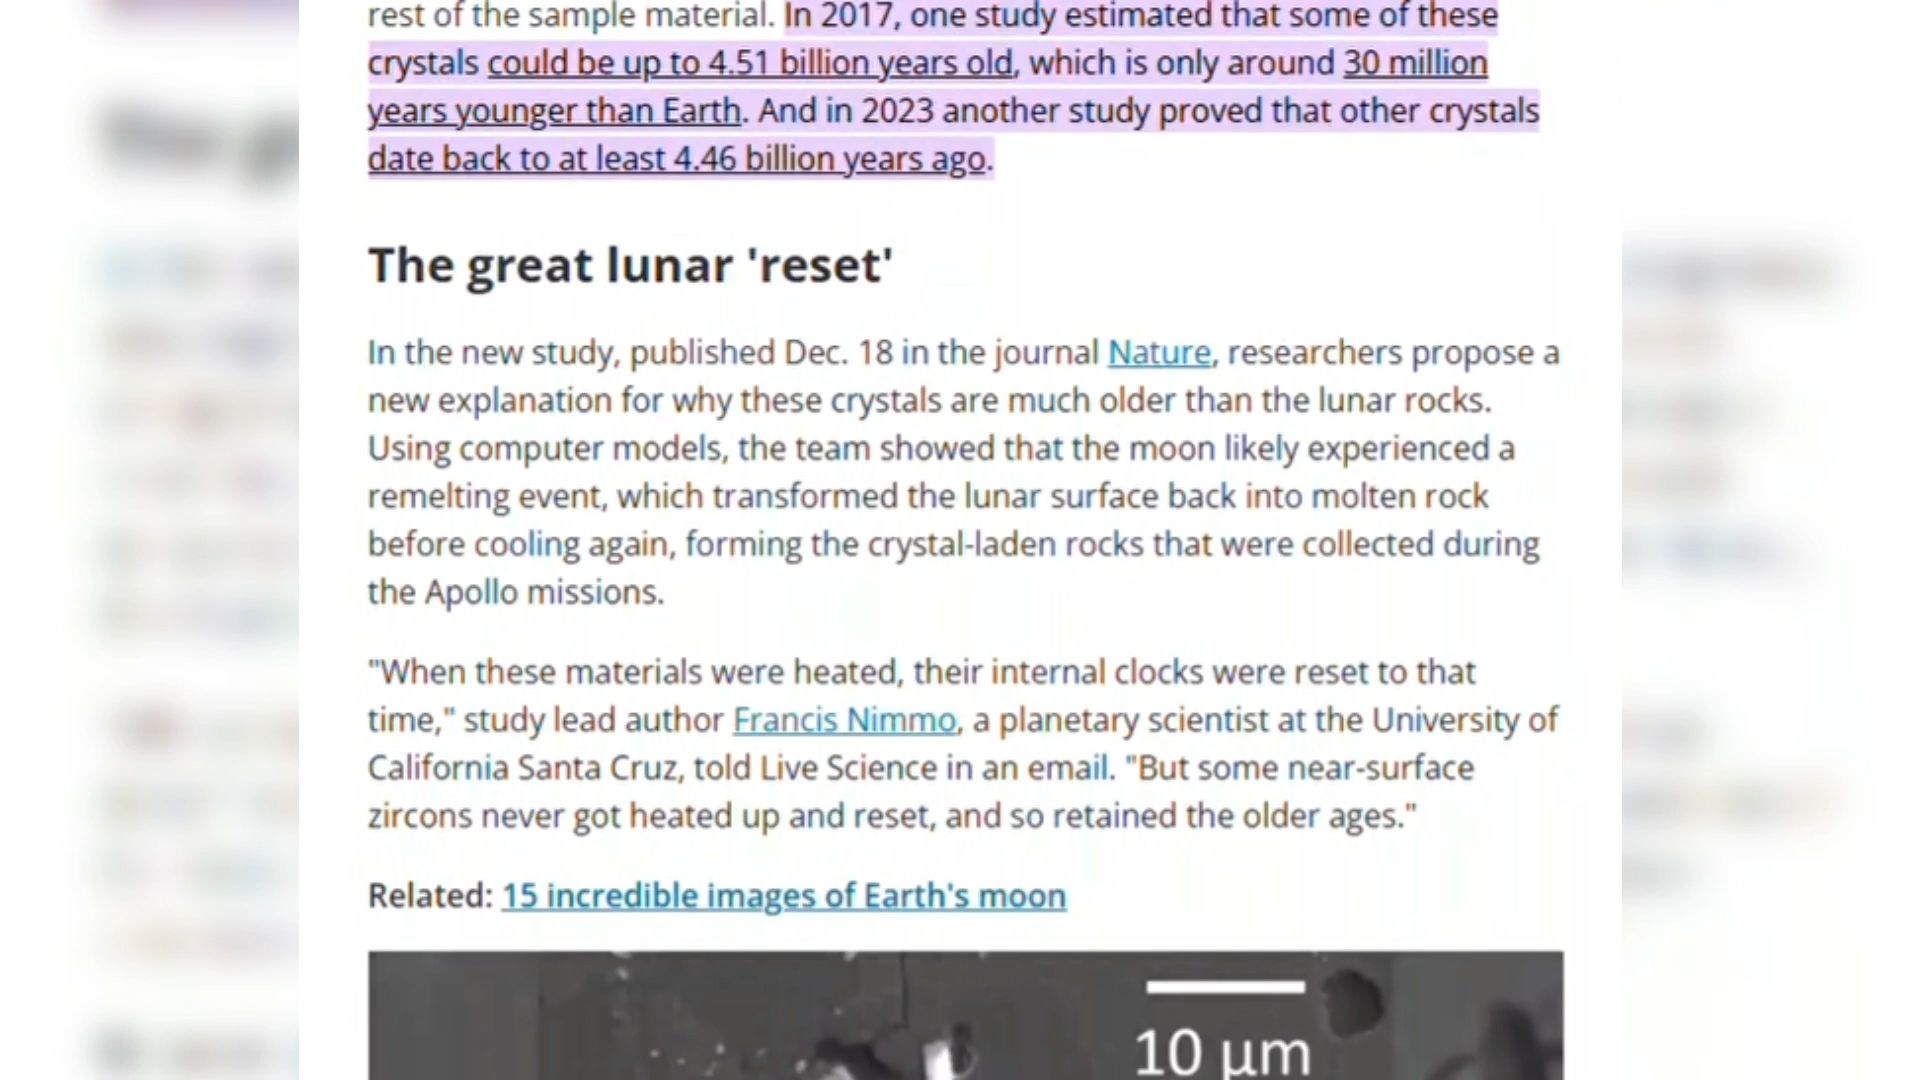 rest of the sample material. In 2017, one study estimated that some of these
crystals could be up to 4.51 billion years old, which is only around 30 million
years younger than Earth. And in 2023 another study proved that other crystals
date back to at least 4.46 billion years ago.
The great lunar 'reset'
In the new study, published Dec. 18 in the journal Nature, researchers propose a
new explanation for why these crystals are much older than the lunar rocks.
Using computer models, the team showed that the moon likely experienced a
remelting event, which transformed the lunar surface back into molten rock
before cooling again, forming the crystal-laden rocks that were collected during
the Apollo missions.
"When these materials were heated, their internal clocks were reset to that
time," study lead author Francis Nimmo, a planetary scientist at the University of
California Santa Cruz, told Live Science in an email. "But some near-surface
zircons never got heated up and reset, and so retained the older ages."
Related: 15 incredible images of Earth's moon
10 µm